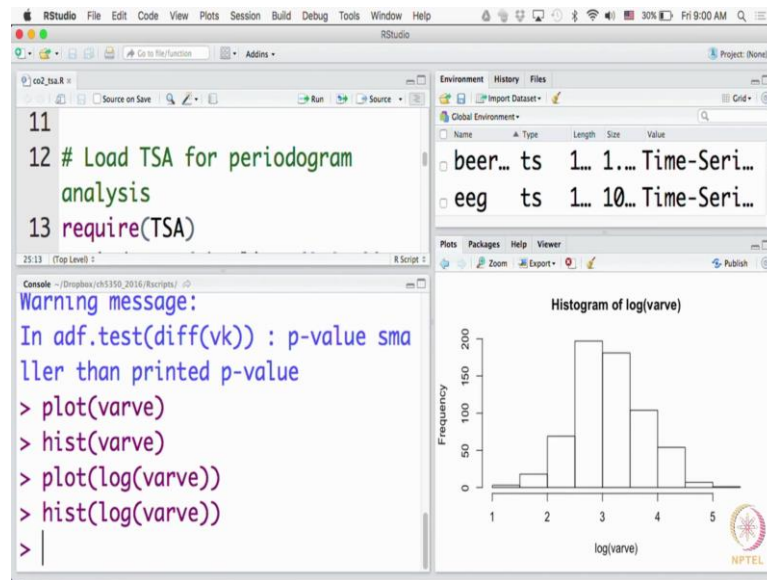 RStudio File Edit Code View Plots Session Build Debug Tools Window Help 30% Fri 9:00 AM
RStudio
Go to file/function Addins Project: (None)
co2_tsa.R
Source on Save Run Source
11
12 # Load TSA for periodogram
analysis
13 require(TSA)
25:13 (Top Level) R Script
Console ~/Dropbox/ch5350_2016/Rscripts/
Warning message:
In adf.test(diff(vk)) : p-value sma
ller than printed p-value
> plot(varve)
> hist(varve)
> plot(log(varve))
> hist(log(varve))
>
Environment History Files
Import Dataset Grid
Global Environment
Name Type Length Size Value
beer… ts 1… 1.… Time-Seri…
eeg ts 1… 10… Time-Seri…
Plots Packages Help Viewer
Zoom Export Publish
Histogram of log(varve)
Frequency
200
150
100
50
0
1 2 3 4 5
log(varve)
NPTEL